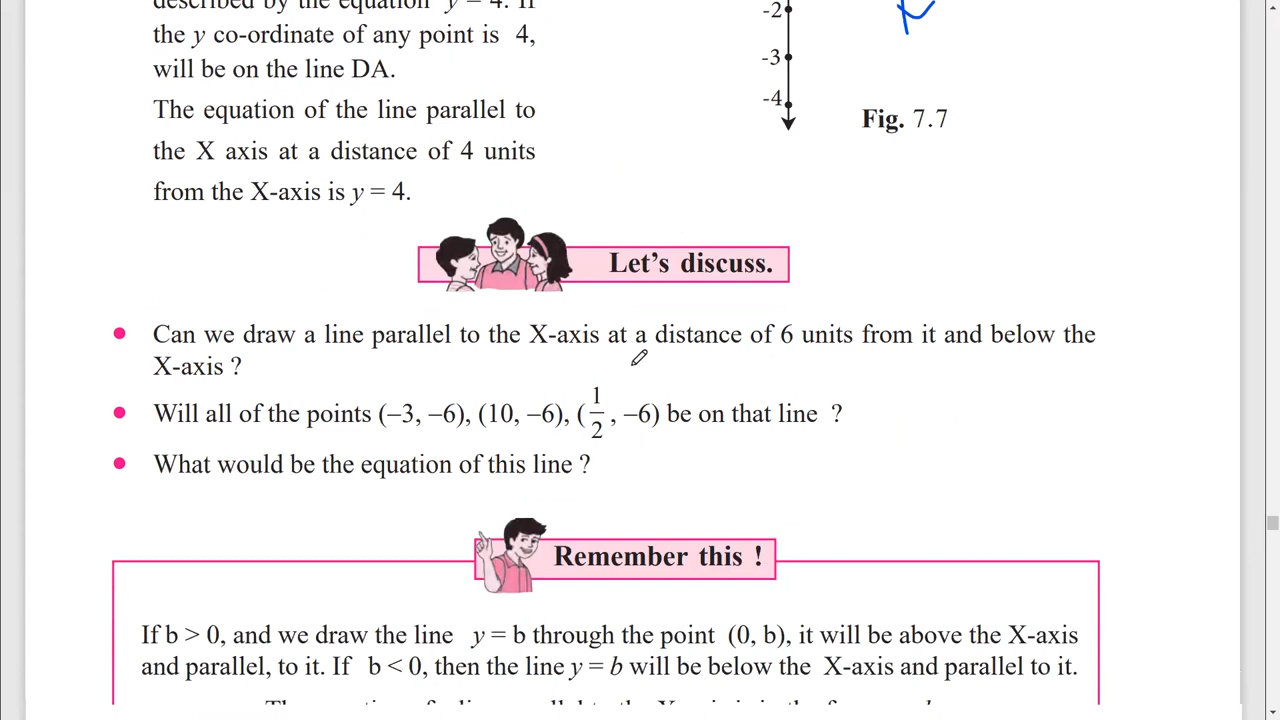 described by the equation y = 4. If
the y co-ordinate of any point is 4,
will be on the line DA.
The equation of the line parallel to
the X axis at a distance of 4 units
from the X-axis is y = 4.
-2
-3
-4
Fig. 7.7
Let's discuss.
• Can we draw a line parallel to the X-axis at a distance of 6 units from it and below the
X-axis ?
• Will all of the points (−3, −6), (10, −6), (1/2, −6) be on that line ?
• What would be the equation of this line ?
Remember this !
If b > 0, and we draw the line y = b through the point (0, b), it will be above the X-axis
and parallel, to it. If b < 0, then the line y = b will be below the X-axis and parallel to it.